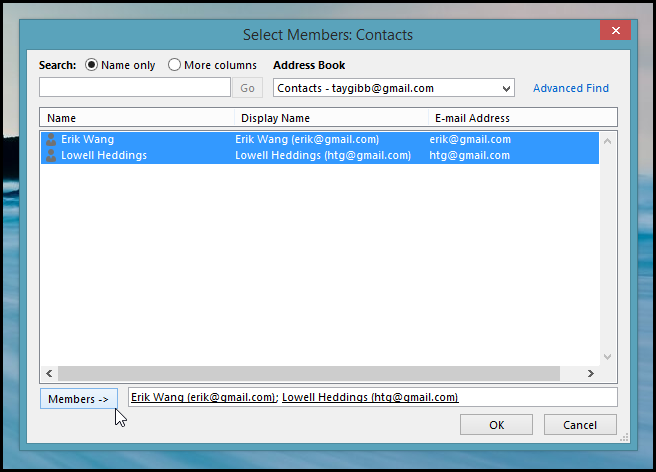 Select Members: Contacts
Search: Name only More columns Address Book
Go Contacts - taygibb@gmail.com Advanced Find
Name Display Name E-mail Address
Erik Wang Erik Wang (erik@gmail.com) erik@gmail.com
Lowell Heddings Lowell Heddings (htg@gmail.com) htg@gmail.com
Members -> Erik Wang (erik@gmail.com); Lowell Heddings (htg@gmail.com)
OK Cancel